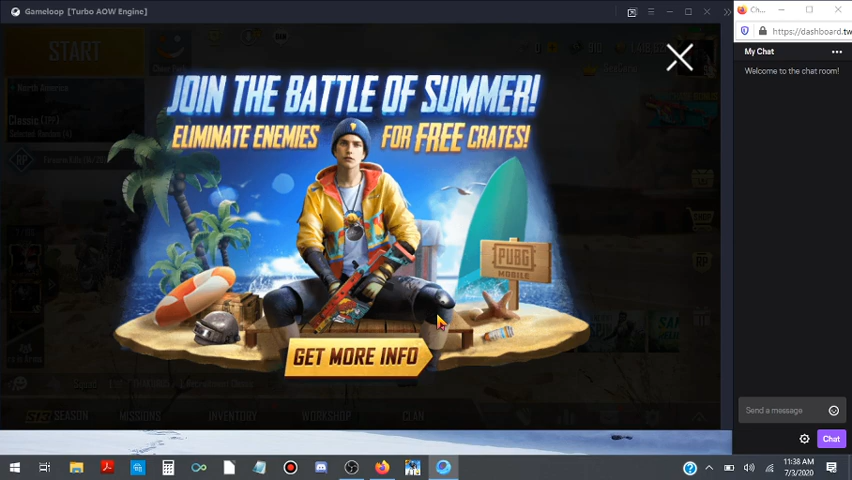 Gameloop [Turbo AOW Engine]
Ch...
https://dashboard.tw
My Chat
Welcome to the chat room!
START
North America
Classic (TPP)
JOIN THE BATTLE OF SUMMER!
ELIMINATE ENEMIES FOR FREE CRATES!
PUBG
MOBILE
GET MORE INFO
SEASON
MISSIONS
INVENTORY
WORKSHOP
CLAN
Send a message
Chat
11:38 AM
7/3/2020